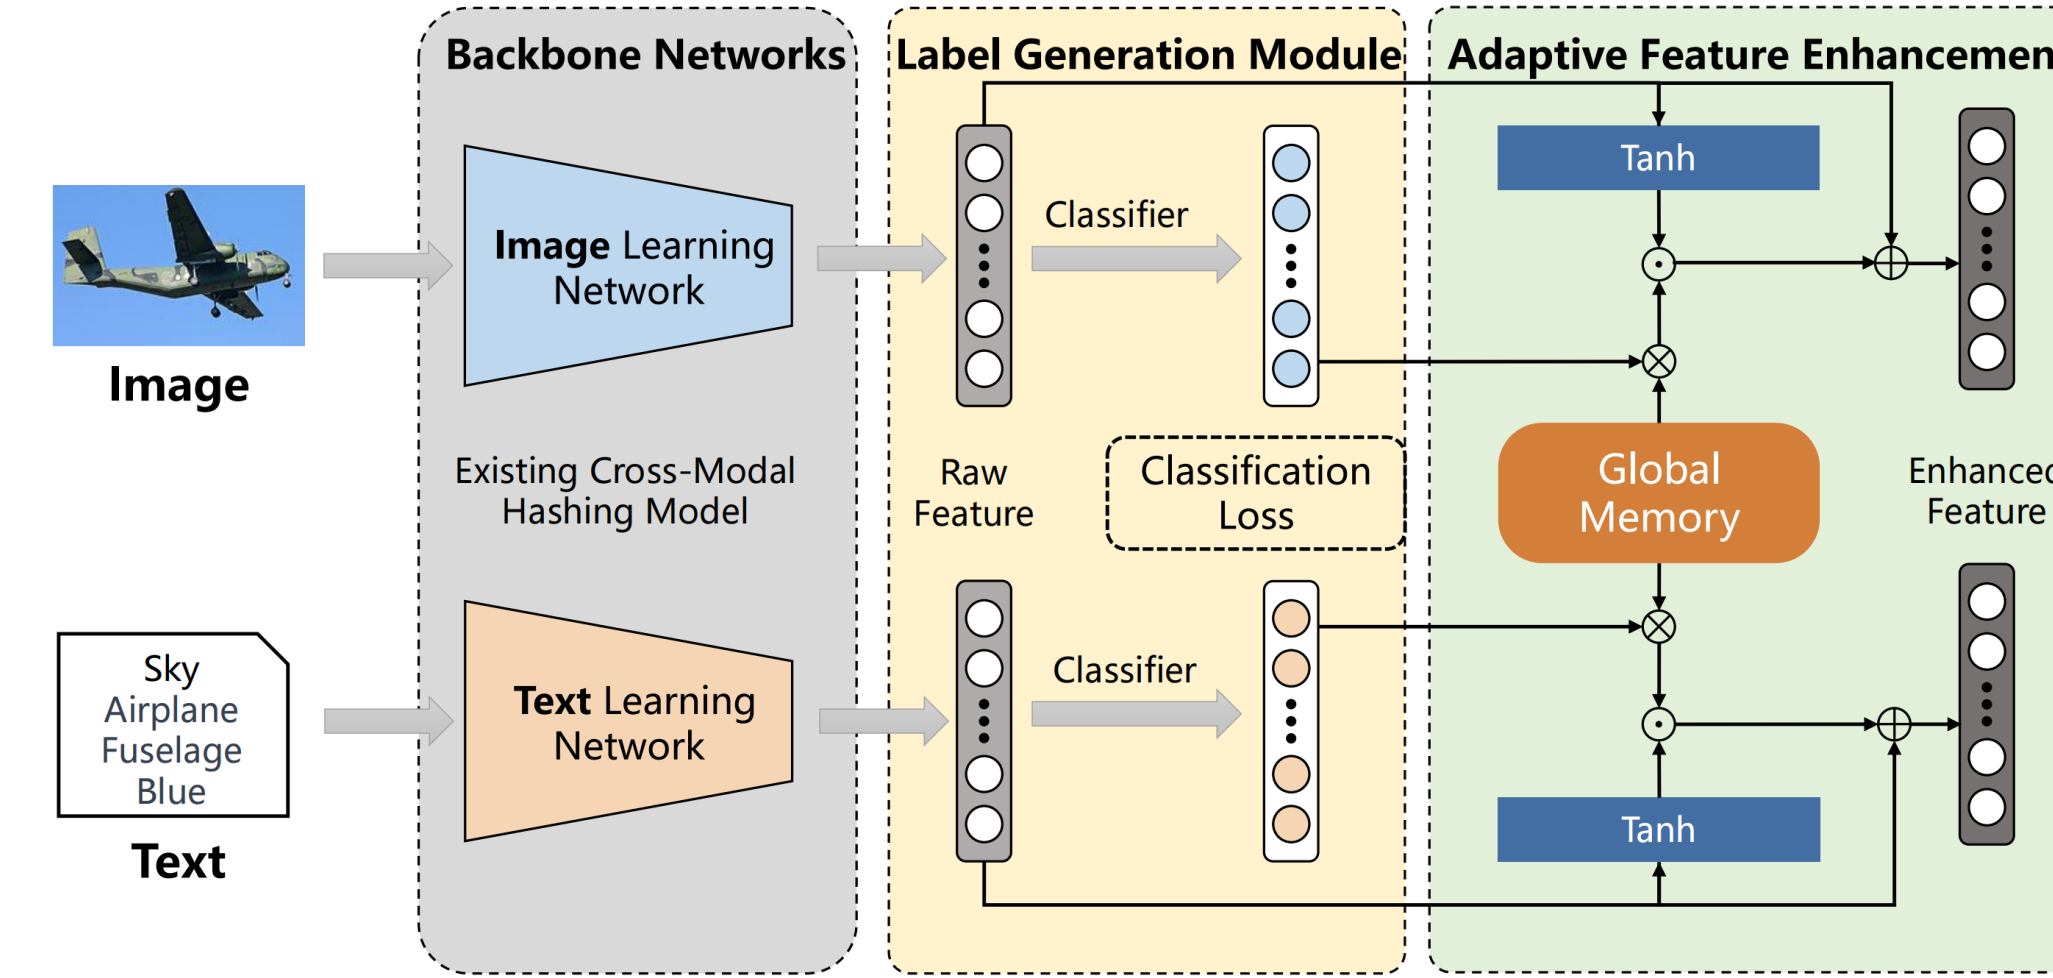 Backbone Networks
Label Generation Module
Adaptive Feature Enhancemen
Image Learning
Network
Classifier
Tanh
Image
Existing Cross-Modal
Hashing Model
Raw
Feature
Classification
Loss
Global
Memory
Enhanced
Feature
Sky
Airplane
Fuselage
Blue
Text
Text Learning
Network
Classifier
Tanh